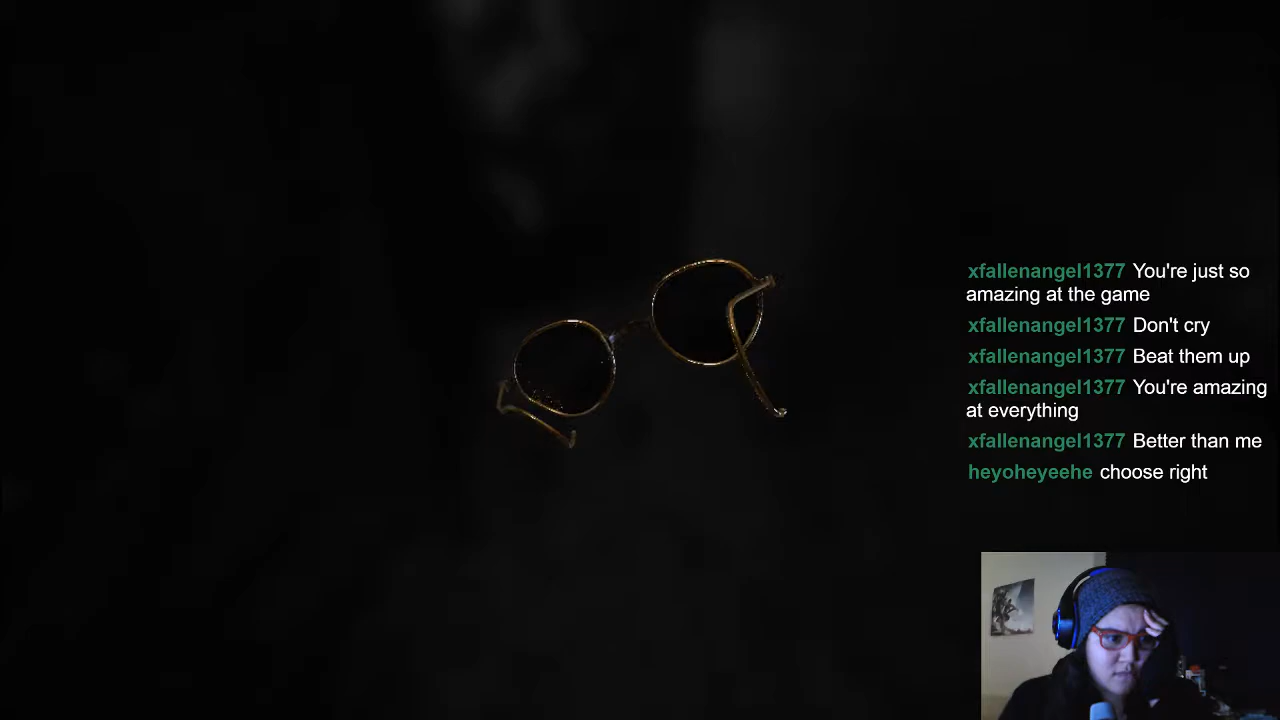 xfallenangel1377 You're just so
amazing at the game
xfallenangel1377 Don't cry
xfallenangel1377 Beat them up
xfallenangel1377 You're amazing
at everything
xfallenangel1377 Better than me
heyoheyeehe choose right